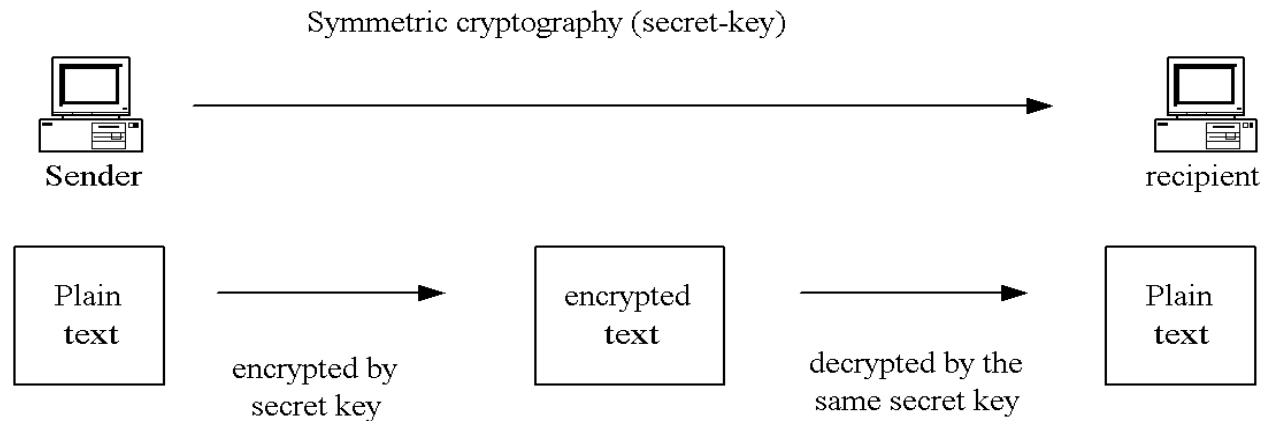 Symmetric cryptography (secret-key)
Sender
recipient
Plain
text
encrypted by
secret key
encrypted
text
decrypted by the
same secret key
Plain
text